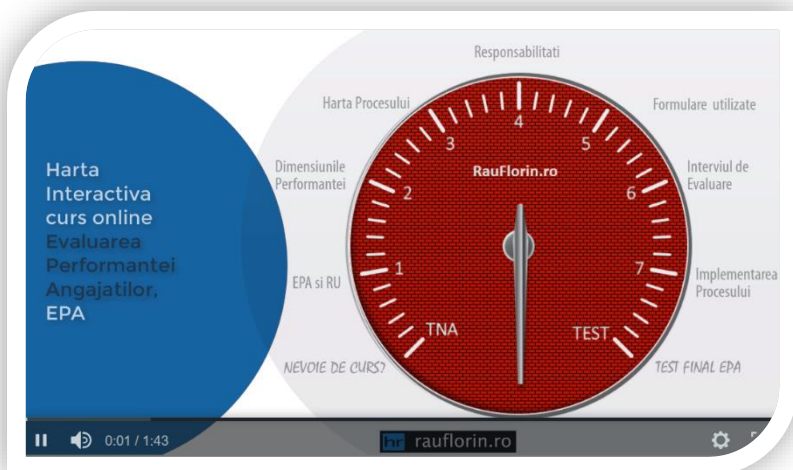 Harta
Interactiva
curs online
Evaluarea
Performantei
Angajatilor,
EPA
Responsabilitati
Harta Procesului
Formulare utilizate
Dimensiunile
Performantei
Interviul de
Evaluare
EPA si RU
Implementarea
Procesului
NEVOIE DE CURS?
TEST FINAL EPA
RauFlorin.ro
TNA
1
2
3
4
5
6
7
TEST
0:01 / 1:43
hr rauflorin.ro